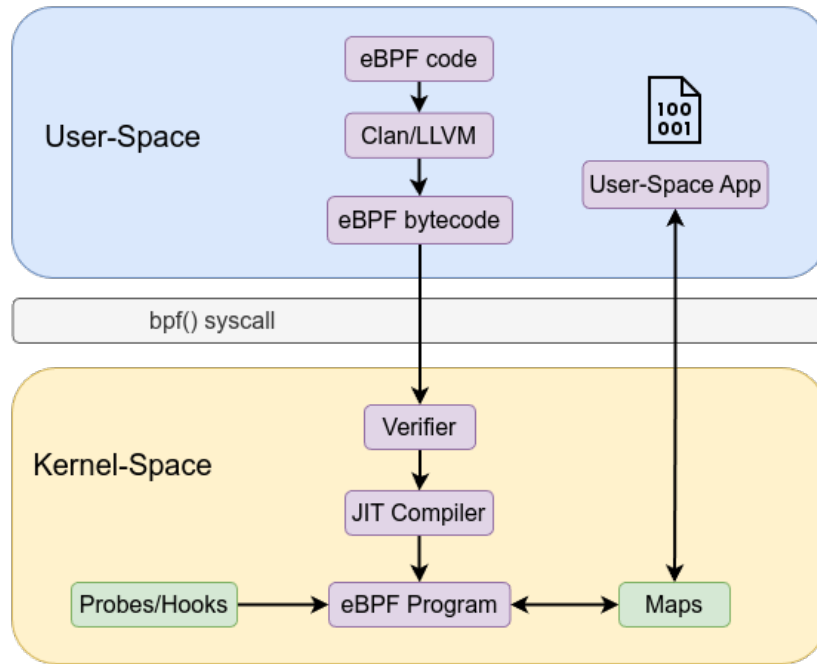 eBPF code
100
001
User-Space
Clan/LLVM
User-Space App
eBPF bytecode
bpf() syscall
Verifier
Kernel-Space
JIT Compiler
Probes/Hooks
eBPF Program
Maps